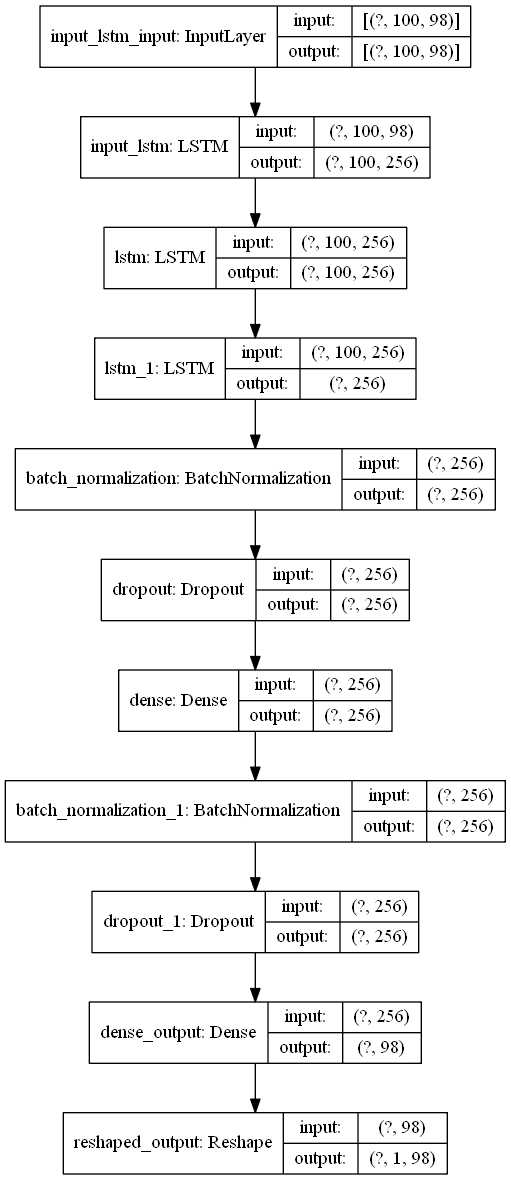 input_lstm_input: InputLayer
input: [(?, 100, 98)]
output: [(?, 100, 98)]
input_lstm: LSTM
input: (?, 100, 98)
output: (?, 100, 256)
lstm: LSTM
input: (?, 100, 256)
output: (?, 100, 256)
lstm_1: LSTM
input: (?, 100, 256)
output: (?, 256)
batch_normalization: BatchNormalization
input: (?, 256)
output: (?, 256)
dropout: Dropout
input: (?, 256)
output: (?, 256)
dense: Dense
input: (?, 256)
output: (?, 256)
batch_normalization_1: BatchNormalization
input: (?, 256)
output: (?, 256)
dropout_1: Dropout
input: (?, 256)
output: (?, 256)
dense_output: Dense
input: (?, 256)
output: (?, 98)
reshaped_output: Reshape
input: (?, 98)
output: (?, 1, 98)